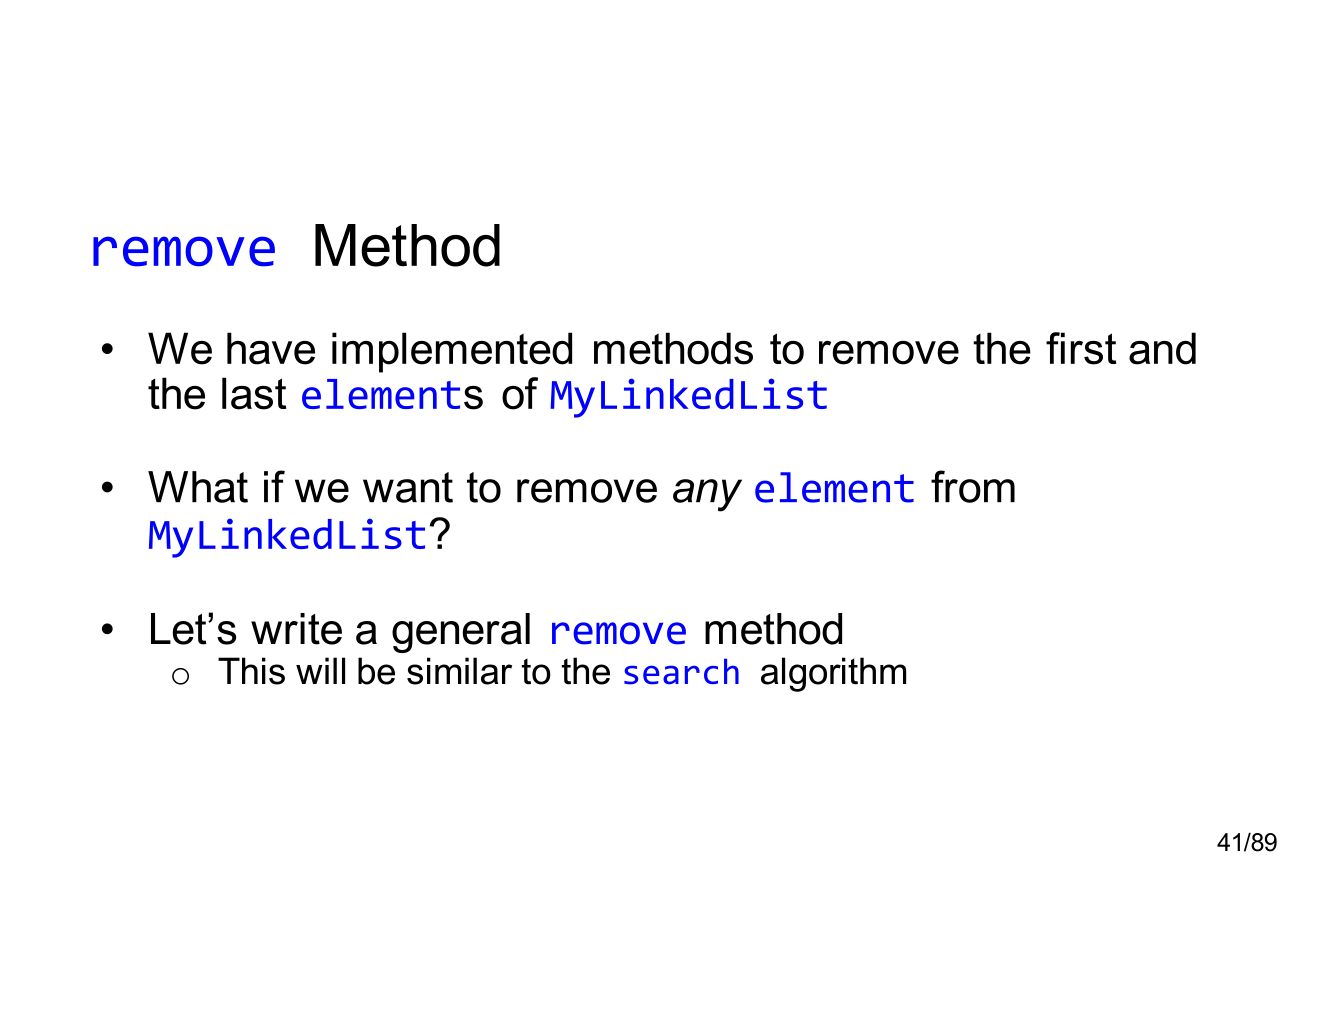 remove Method
• We have implemented methods to remove the first and
the last elements of MyLinkedList
• What if we want to remove any element from
MyLinkedList?
• Let’s write a general remove method
o This will be similar to the search algorithm
41/89